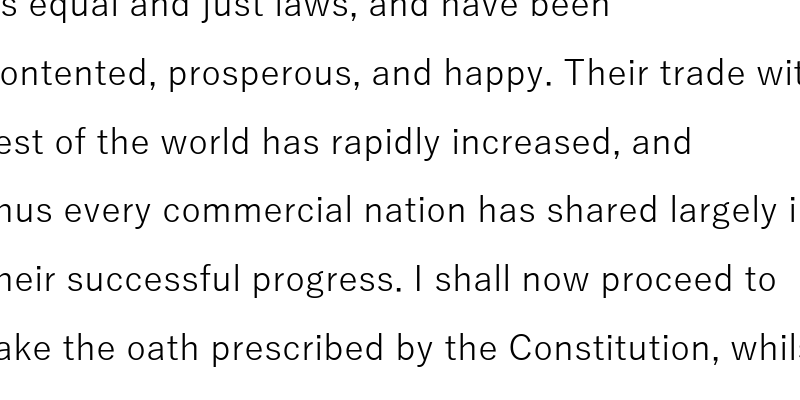 s equal and just laws, and have been
ontented, prosperous, and happy. Their trade wit
est of the world has rapidly increased, and
hus every commercial nation has shared largely i
heir successful progress. I shall now proceed to
ake the oath prescribed by the Constitution, whils